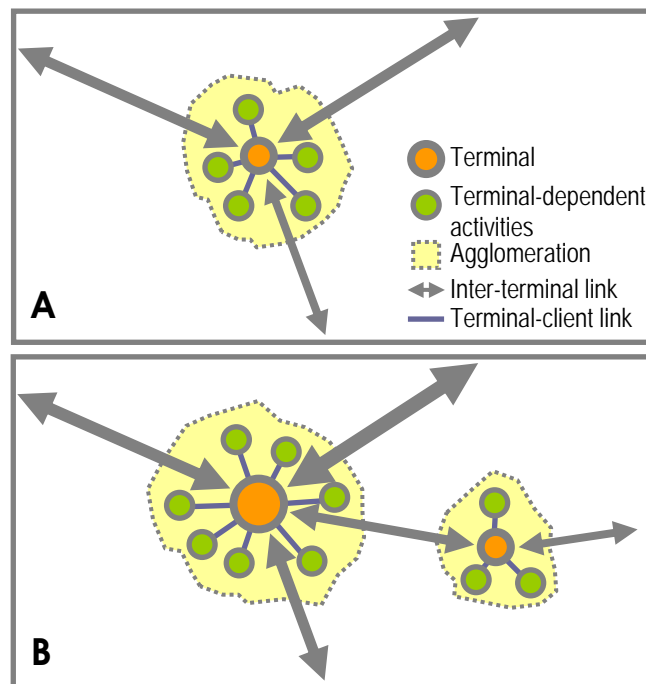 Terminal
Terminal-dependent
activities
Agglomeration
Inter-terminal link
Terminal-client link
A
B